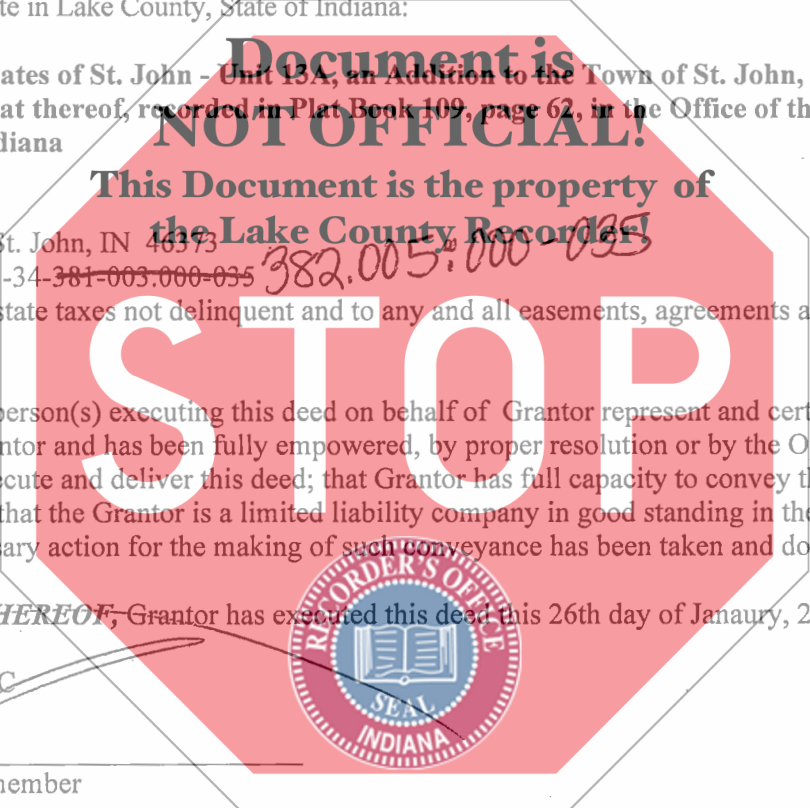 te in Lake County, State of Indiana:
Document is
ates of St. John - Unit 13A, an Addition to the Town of St. John,
at thereof, recorded in Plat Book 109, page 62, in the Office of th
NOT OFFICIAL!
diana
This Document is the property of
the Lake County Recorder!
St. John, IN 46373
-34-381-003.000-035 382.005.000-035
state taxes not delinquent and to any and all easements, agreements a
STOP
person(s) executing this deed on behalf of Grantor represent and cert
ntor and has been fully empowered, by proper resolution or by the O
ecute and deliver this deed; that Grantor has full capacity to convey th
that the Grantor is a limited liability company in good standing in the
sary action for the making of such conveyance has been taken and do
HEREOF, Grantor has executed this deed this 26th day of Janaury, 2
RECORDER'S OFFICE
SEAL
INDIANA
C
member